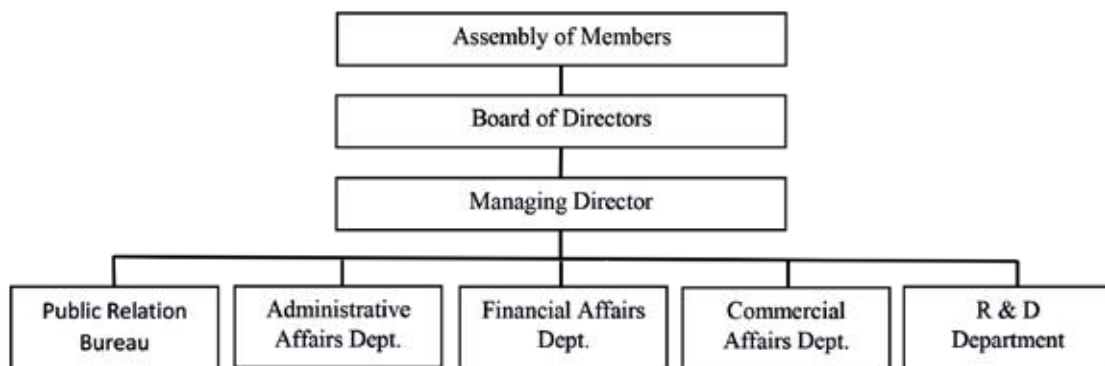 Assembly of Members
Board of Directors
Managing Director
Public Relation
Bureau
Administrative
Affairs Dept.
Financial Affairs
Dept.
Commercial
Affairs Dept.
R & D
Department